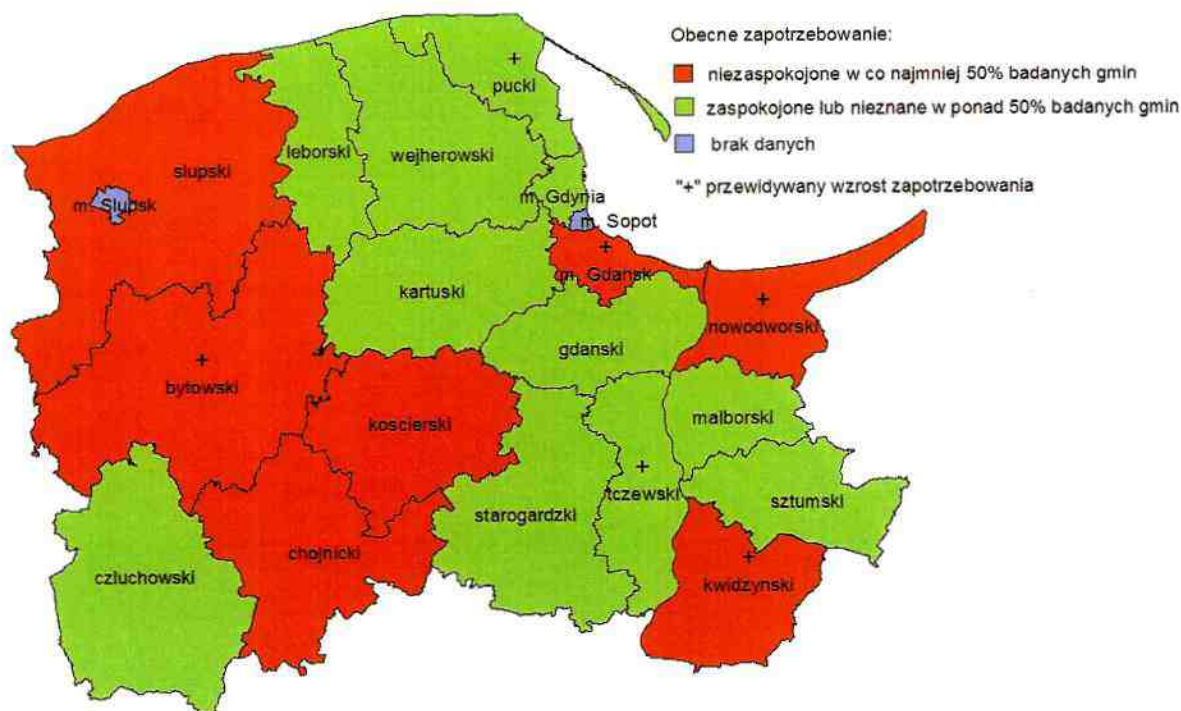 Obecne zapotrzebowanie:
niezaspokojone w co najmniej 50% badanych gmin
zaspokojone lub nieznane w ponad 50% badanych gmin
brak danych
"+" przewidywany wzrost zapotrzebowania
+
pucki
slupski
leborski
wejherowski
m. Slupsk
m. Gdynia
m. Sopot
+
m. Gdansk
kartuski
+
nowodworski
gdanski
+
bytowski
koscierski
malborski
+
tczewski
sztumski
starogardzki
chojnicki
+
kwidzynski
czluchowski